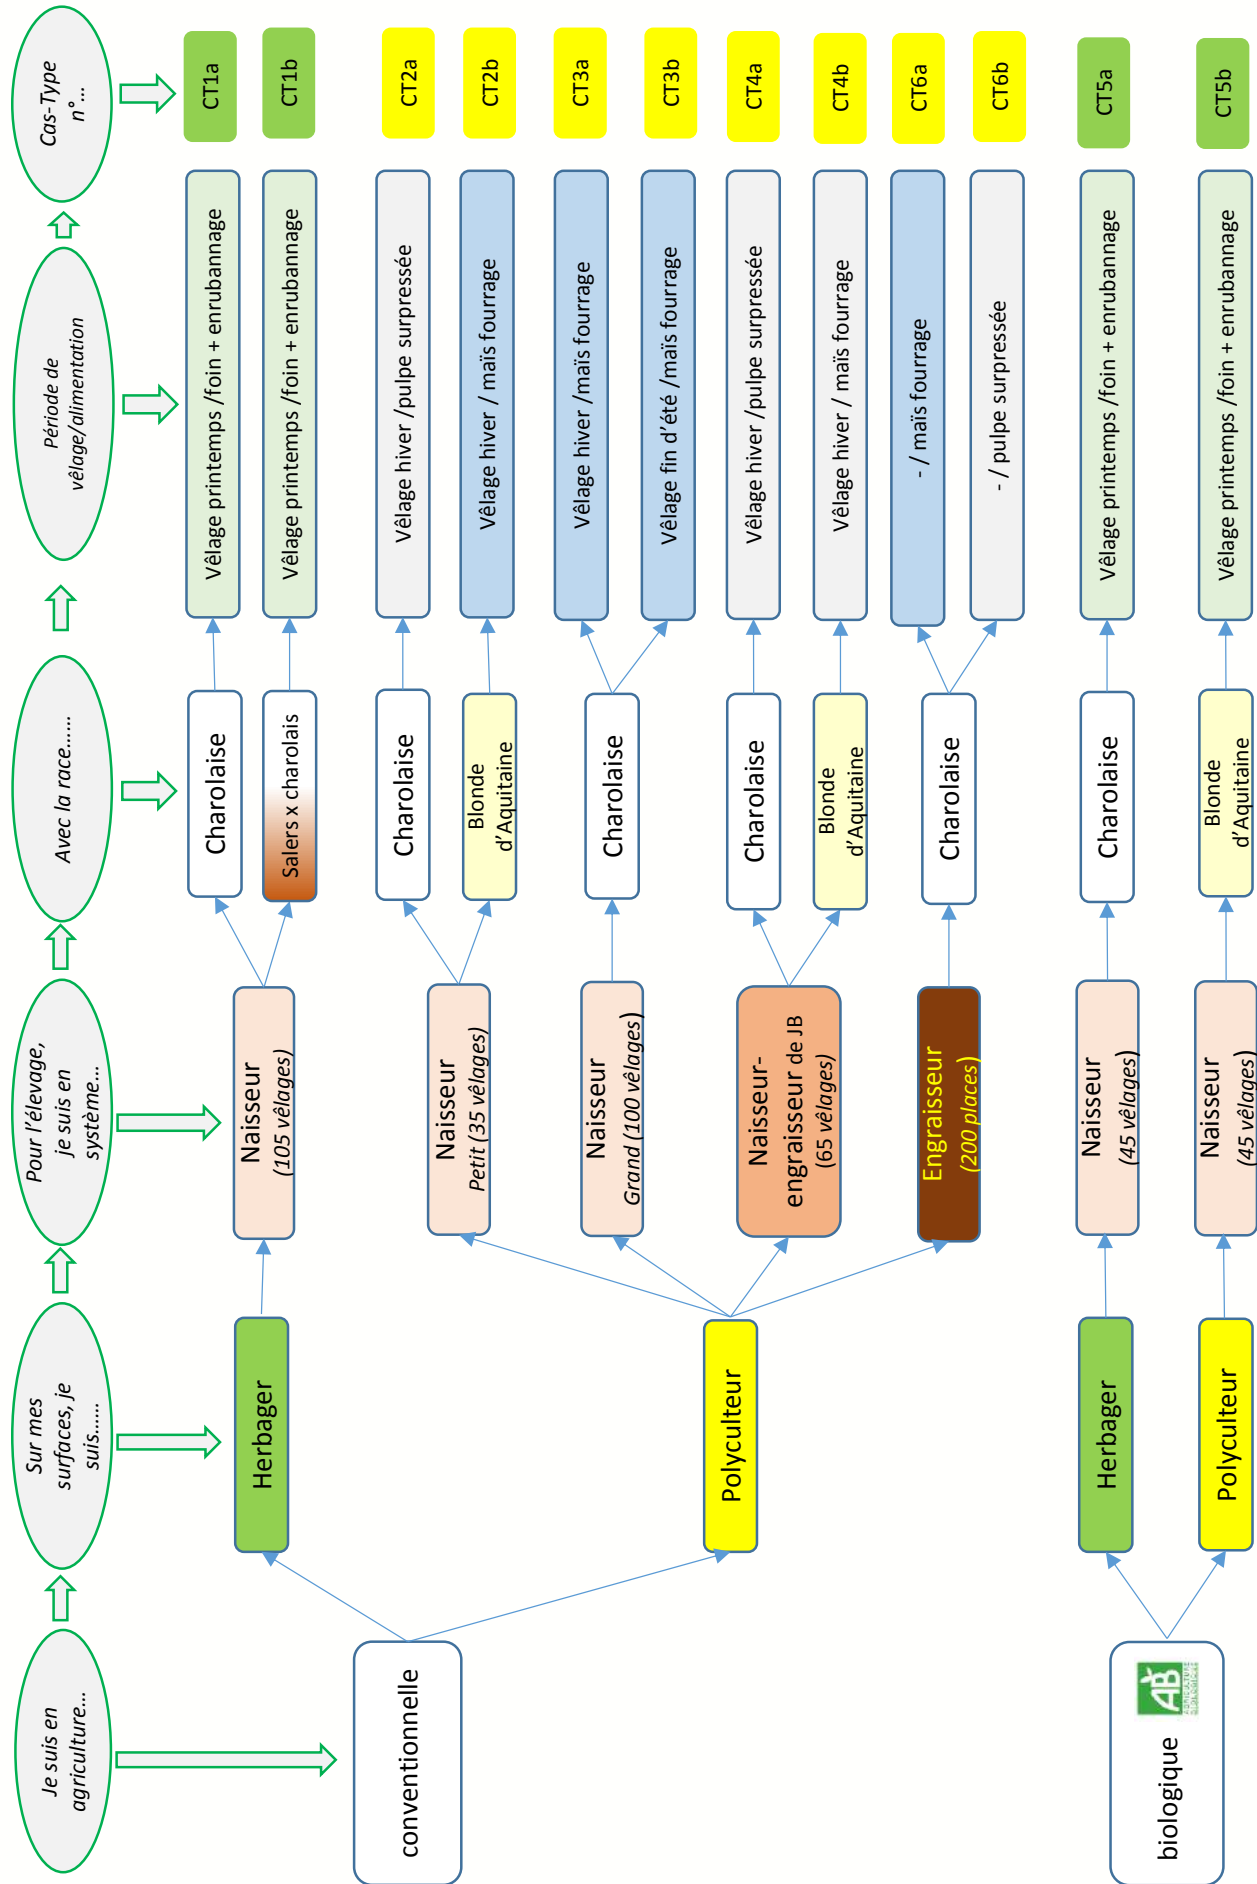 Je suis en
agriculture...
Sur mes
surfaces, je
suis......
Pour l'élevage,
je suis en
système...
Avec la race......
Période de
vêlage/alimentation
Cas-Type
n°...
conventionnelle
Herbager
Naisseur
(105 vêlages)
Charolaise
Vêlage printemps /foin + enrubannage
CT1a
Salers x charolais
Vêlage printemps /foin + enrubannage
CT1b
Polyculteur
Naisseur
Petit (35 vêlages)
Charolaise
Vêlage hiver /pulpe surpressée
CT2a
Blonde
d'Aquitaine
Vêlage hiver / maïs fourrage
CT2b
Naisseur
Grand (100 vêlages)
Charolaise
Vêlage hiver /maïs fourrage
CT3a
Vêlage fin d'été /maïs fourrage
CT3b
Naisseur-
engraisseur de JB
(65 vêlages)
Charolaise
Vêlage hiver /pulpe surpressée
CT4a
Blonde
d'Aquitaine
Vêlage hiver / maïs fourrage
CT4b
Engraisseur
(200 places)
Charolaise
- / maïs fourrage
CT6a
- / pulpe surpressée
CT6b
biologique
AB
AGRICULTURE
BIOLOGIQUE
Herbager
Naisseur
(45 vêlages)
Charolaise
Vêlage printemps /foin + enrubannage
CT5a
Polyculteur
Naisseur
(45 vêlages)
Blonde
d'Aquitaine
Vêlage printemps /foin + enrubannage
CT5b